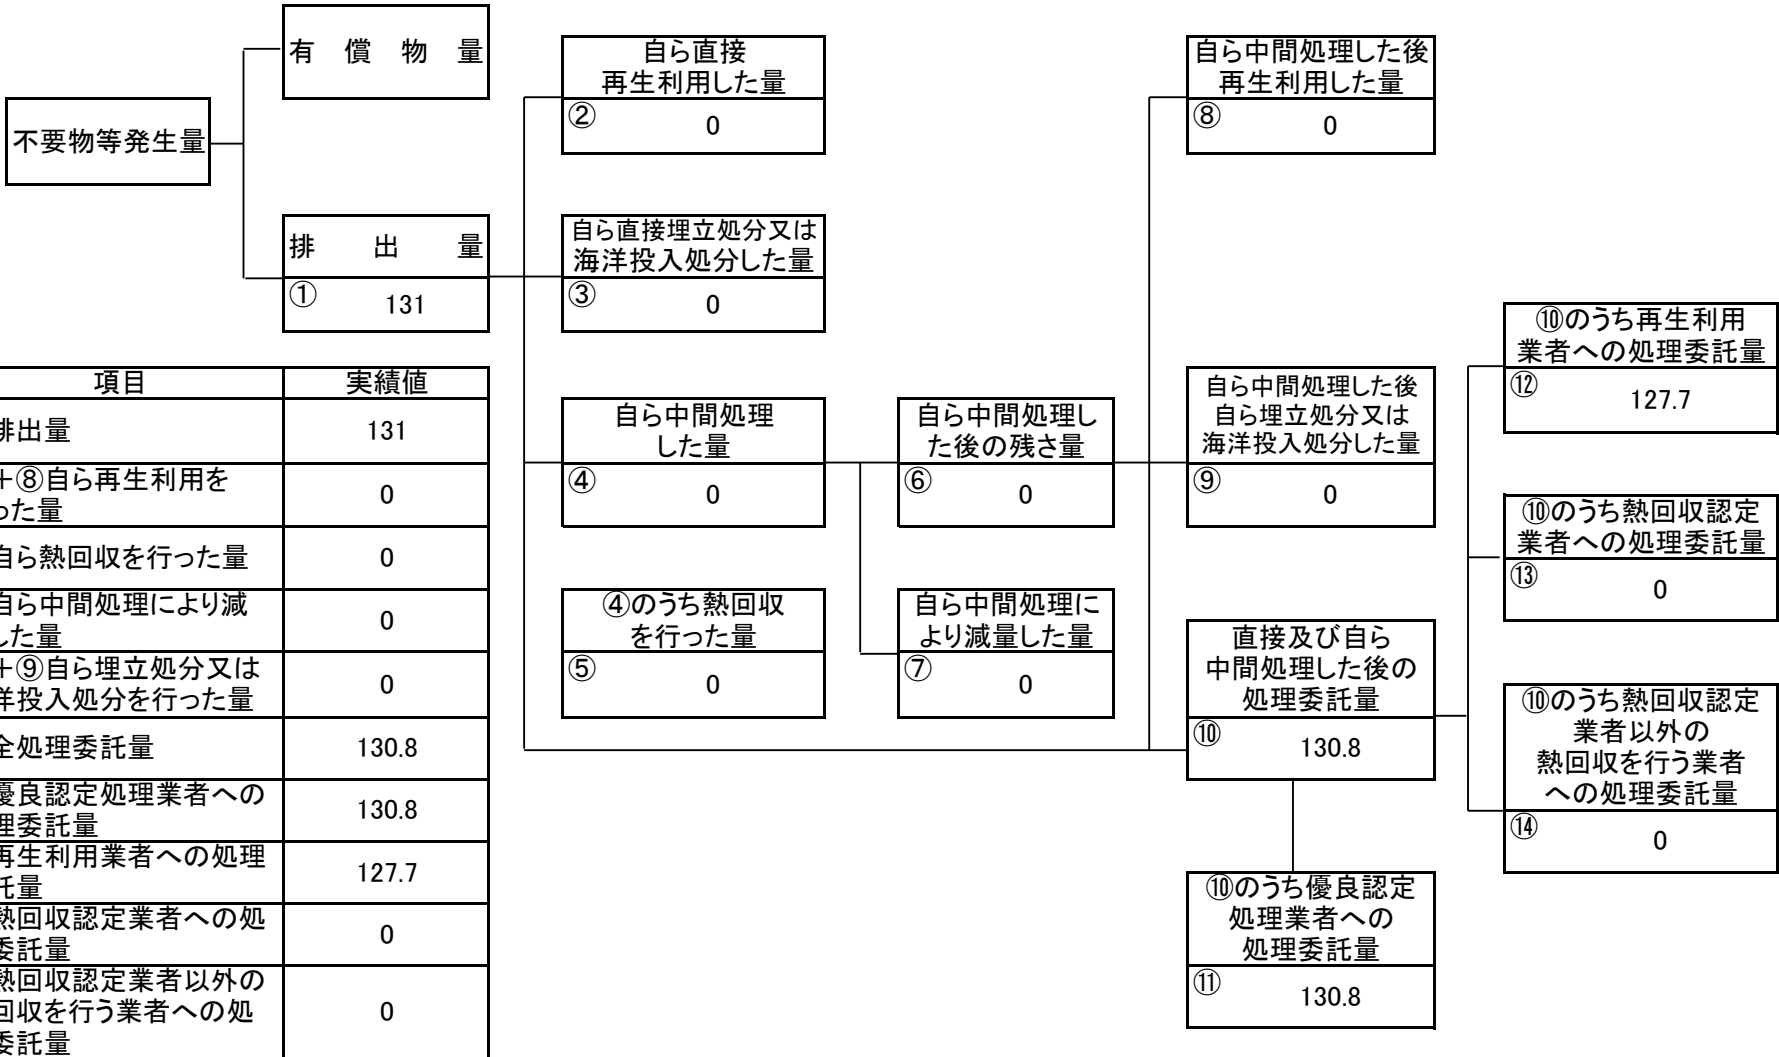 有償物量
不要物等発生量
排出量
①
131
自ら直接
再生利用した量
②
0
自ら直接埋立処分又は
海洋投入処分した量
③
0
自ら中間処理
した量
④
0
④のうち熱回収
を行った量
⑤
0
自ら中間処理し
た後の残さ量
⑥
0
自ら中間処理に
より減量した量
⑦
0
自ら中間処理した後
再生利用した量
⑧
0
自ら中間処理した後
自ら埋立処分又は
海洋投入処分した量
⑨
0
直接及び自ら
中間処理した後の
処理委託量
⑩
130.8
⑩のうち優良認定
処理業者への
処理委託量
⑪
130.8
⑩のうち再生利用
業者への処理委託量
⑫
127.7
⑩のうち熱回収認定
業者への処理委託量
⑬
0
⑩のうち熱回収認定
業者以外の
熱回収を行う業者
への処理委託量
⑭
0
項目
実績値
排出量
131
+⑧自ら再生利用を
った量
0
自ら熱回収を行った量
0
自ら中間処理により減
した量
0
+⑨自ら埋立処分又は
洋投入処分を行った量
0
全処理委託量
130.8
優良認定処理業者への
理委託量
130.8
再生利用業者への処理
託量
127.7
熱回収認定業者への処
委託量
0
熱回収認定業者以外の
回収を行う業者への処
委託量
0